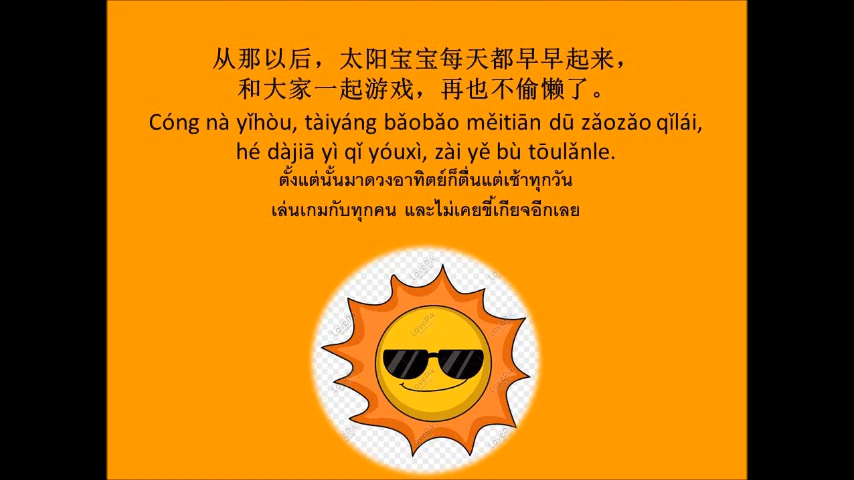 从那以后，太阳宝宝每天都早早起来，
和大家一起游戏，再也不偷懒了。
Cóng nà yǐhòu, tàiyáng bǎobǎo měitiān dū zǎozǎo qǐlái,
hé dàjiā yì qǐ yóuxì, zài yě bù tōulǎnle.
ตั้งแต่นั้นมาดวงอาทิตย์ก็ตื่นแต่เช้าทุกวัน
เล่นเกมกับทุกคน และไม่เคยขี้เกียจอีกเลย